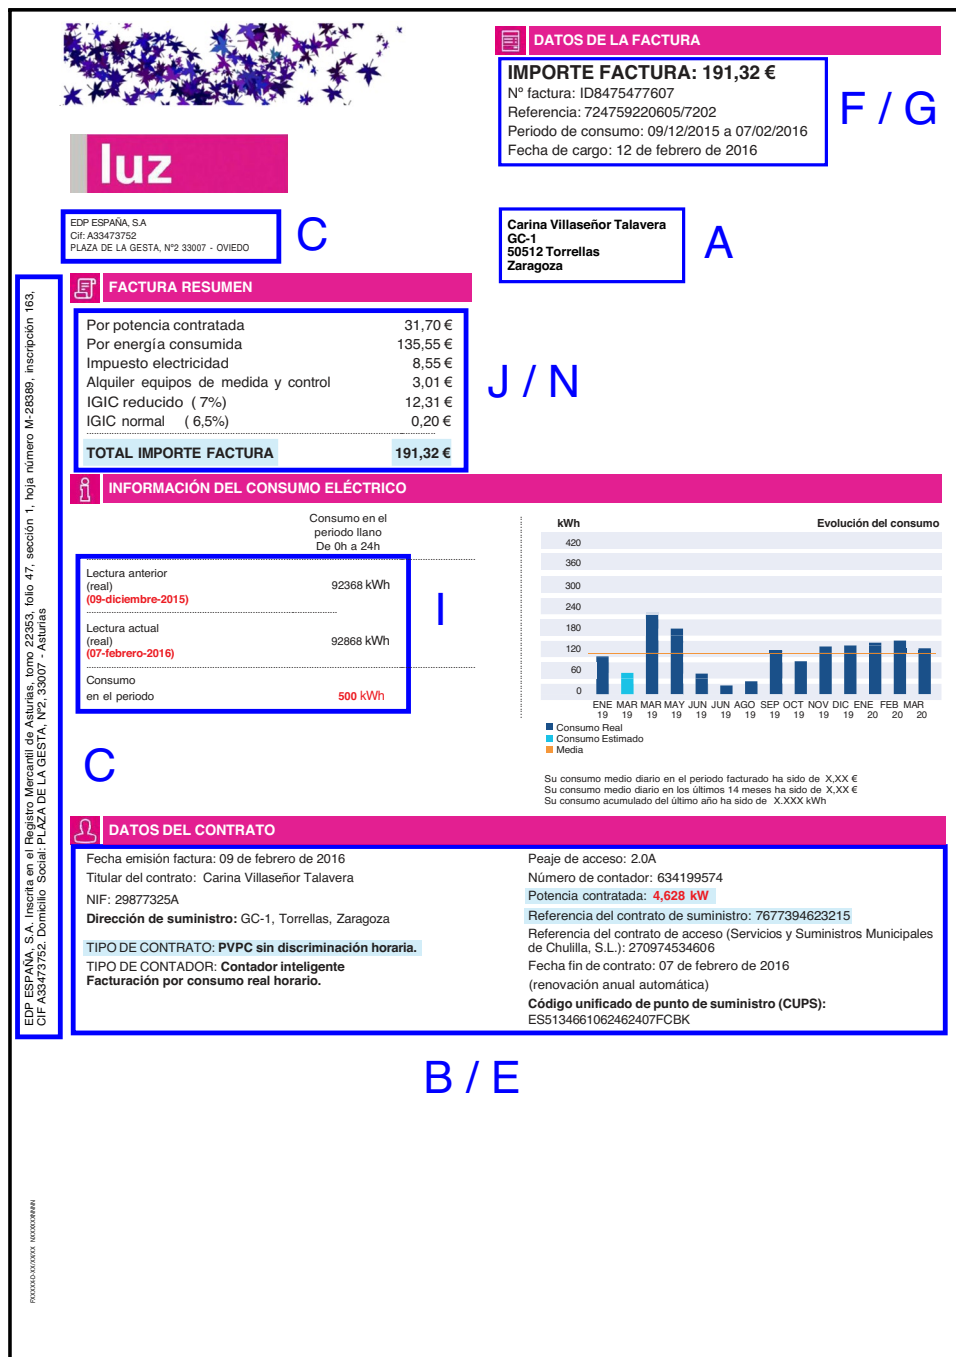 DATOS DE LA FACTURA
IMPORTE FACTURA: 191,32 €
Nº factura: ID8475477607
Referencia: 724759220605/7202
Periodo de consumo: 09/12/2015 a 07/02/2016
Fecha de cargo: 12 de febrero de 2016
F / G
luz
EDP ESPAÑA, S.A
Cif: A33473752
PLAZA DE LA GESTA, Nº2 33007 - OVIEDO
C
Carina Villaseñor Talavera
GC-1
50512 Torrellas
Zaragoza
A
FACTURA RESUMEN
Por potencia contratada 31,70 €
Por energía consumida 135,55 €
Impuesto electricidad 8,55 €
Alquiler equipos de medida y control 3,01 €
IGIC reducido ( 7%) 12,31 €
IGIC normal ( 6,5%) 0,20 €
TOTAL IMPORTE FACTURA 191,32 €
J / N
INFORMACIÓN DEL CONSUMO ELÉCTRICO
Consumo en el
periodo llano
De 0h a 24h
Lectura anterior
(real) 92368 kWh
(09-diciembre-2015)
Lectura actual
(real) 92868 kWh
(07-febrero-2016)
Consumo
en el periodo 500 kWh
I
C
kWh Evolución del consumo
420
360
300
240
180
120
60
0
ENE MAR MAR MAY JUN JUN AGO SEP OCT NOV DIC ENE FEB MAR
19 19 19 19 19 19 19 19 19 19 19 20 20 20
Consumo Real
Consumo Estimado
Media
Su consumo medio diario en el periodo facturado ha sido de X,XX €
Su consumo medio diario en los últimos 14 meses ha sido de X,XX €
Su consumo acumulado del último año ha sido de X.XXX kWh
DATOS DEL CONTRATO
Fecha emisión factura: 09 de febrero de 2016
Titular del contrato: Carina Villaseñor Talavera
NIF: 29877325A
Dirección de suministro: GC-1, Torrellas, Zaragoza
TIPO DE CONTRATO: PVPC sin discriminación horaria.
TIPO DE CONTADOR: Contador inteligente
Facturación por consumo real horario.
Peaje de acceso: 2.0A
Número de contador: 634199574
Potencia contratada: 4,628 kW
Referencia del contrato de suministro: 7677394623215
Referencia del contrato de acceso (Servicios y Suministros Municipales
de Chulilla, S.L.): 270974534606
Fecha fin de contrato: 07 de febrero de 2016
(renovación anual automática)
Código unificado de punto de suministro (CUPS):
ES5134661062462407FCBK
B / E
EDP ESPAÑA, S.A. Inscrita en el Registro Mercantil de Asturias, tomo 22353, folio 47, sección 1, hoja número M-28389, inscripción 163,
CIF A33473752. Domicilio Social: PLAZA DE LA GESTA, Nº2, 33007 - Asturias